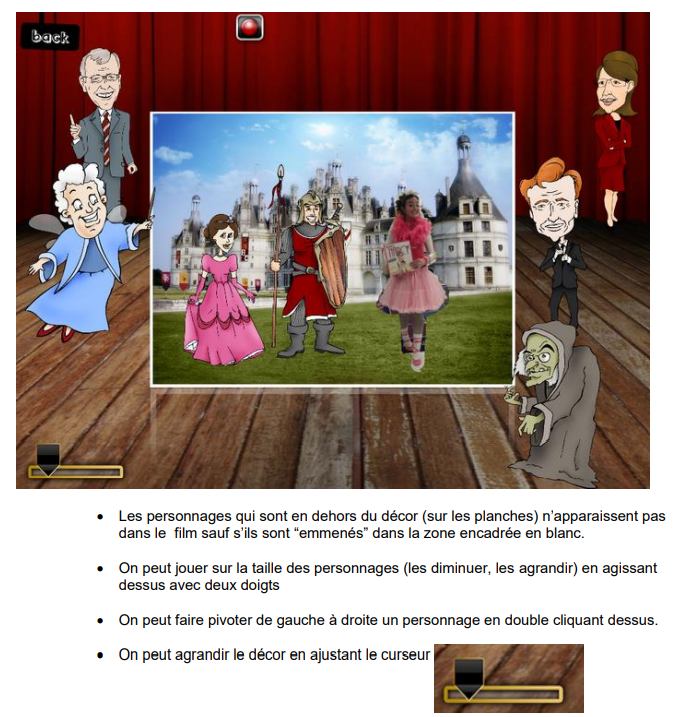 back
• Les personnages qui sont en dehors du décor (sur les planches) n’apparaissent pas
dans le film sauf s’ils sont “emmenés” dans la zone encadrée en blanc.
• On peut jouer sur la taille des personnages (les diminuer, les agrandir) en agissant
dessus avec deux doigts
• On peut faire pivoter de gauche à droite un personnage en double cliquant dessus.
• On peut agrandir le décor en ajustant le curseur